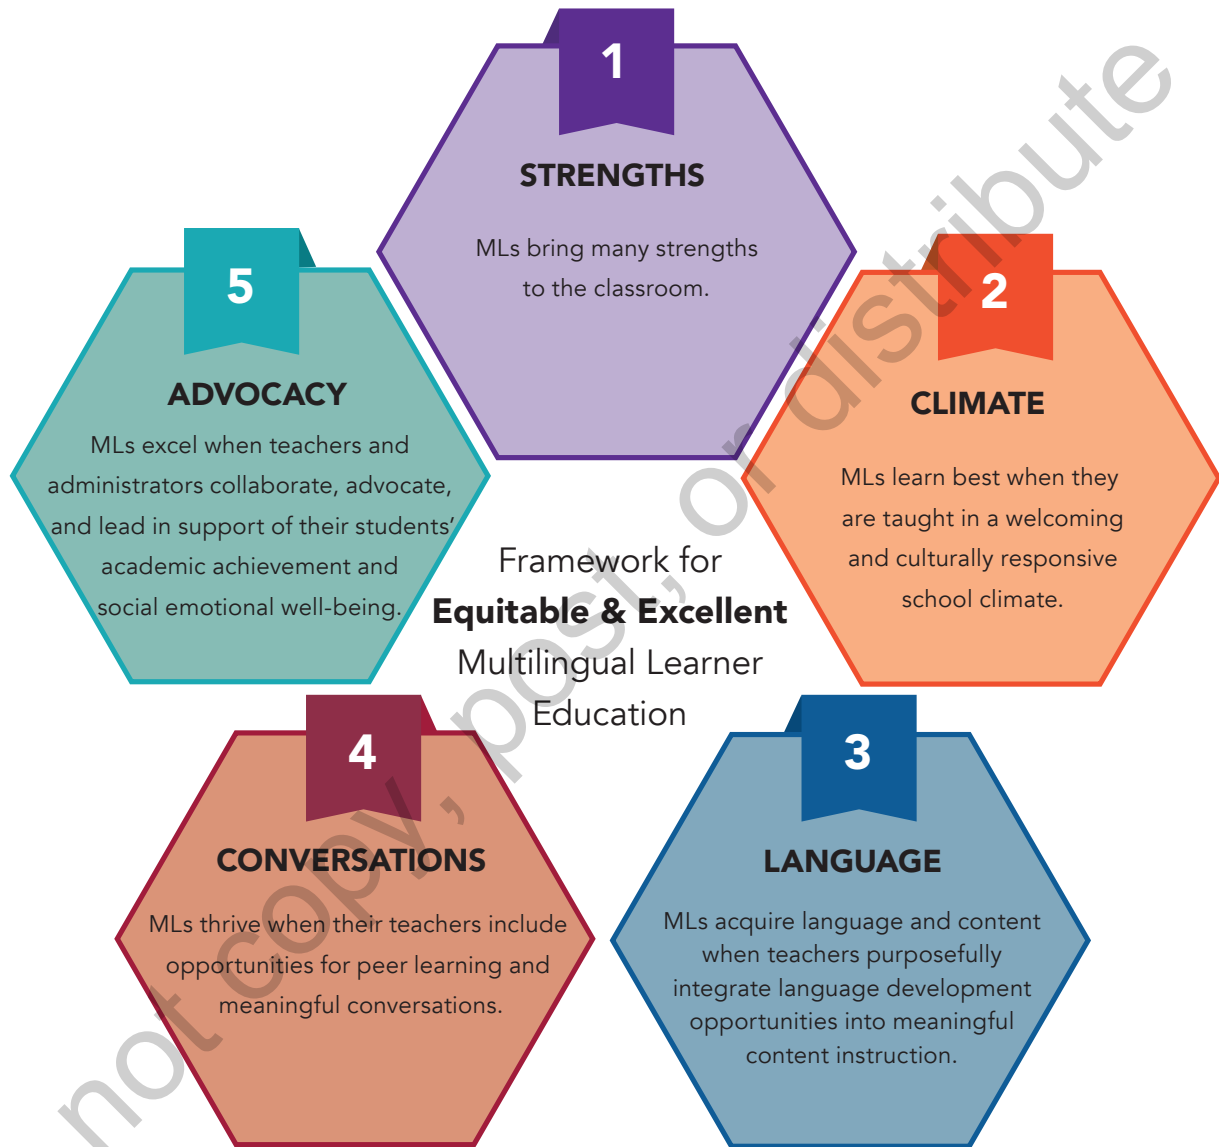 1
STRENGTHS
MLs bring many strengths
to the classroom.
2
CLIMATE
MLs learn best when they
are taught in a welcoming
and culturally responsive
school climate.
3
LANGUAGE
MLs acquire language and content
when teachers purposefully
integrate language development
opportunities into meaningful
content instruction.
4
CONVERSATIONS
MLs thrive when their teachers include
opportunities for peer learning and
meaningful conversations.
5
ADVOCACY
MLs excel when teachers and
administrators collaborate, advocate,
and lead in support of their students’
academic achievement and
social emotional well-being.
Framework for
Equitable & Excellent
Multilingual Learner
Education
not copy, post, or distribute